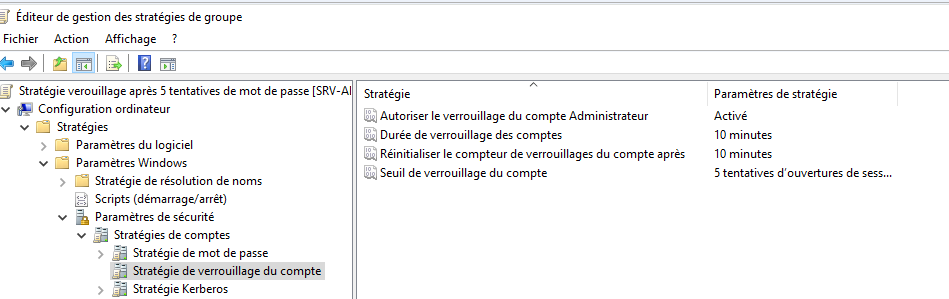 Éditeur de gestion des stratégies de groupe
Fichier Action Affichage ?
Stratégie verouillage après 5 tentatives de mot de passe [SRV-AI
Configuration ordinateur
Stratégies
Paramètres du logiciel
Paramètres Windows
Stratégie de résolution de noms
Scripts (démarrage/arrêt)
Paramètres de sécurité
Stratégies de comptes
Stratégie de mot de passe
Stratégie de verrouillage du compte
Stratégie Kerberos
Stratégie Paramètres de stratégie
Autoriser le verrouillage du compte Administrateur Activé
Durée de verrouillage des comptes 10 minutes
Réinitialiser le compteur de verrouillages du compte après 10 minutes
Seuil de verrouillage du compte 5 tentatives d'ouvertures de sess...